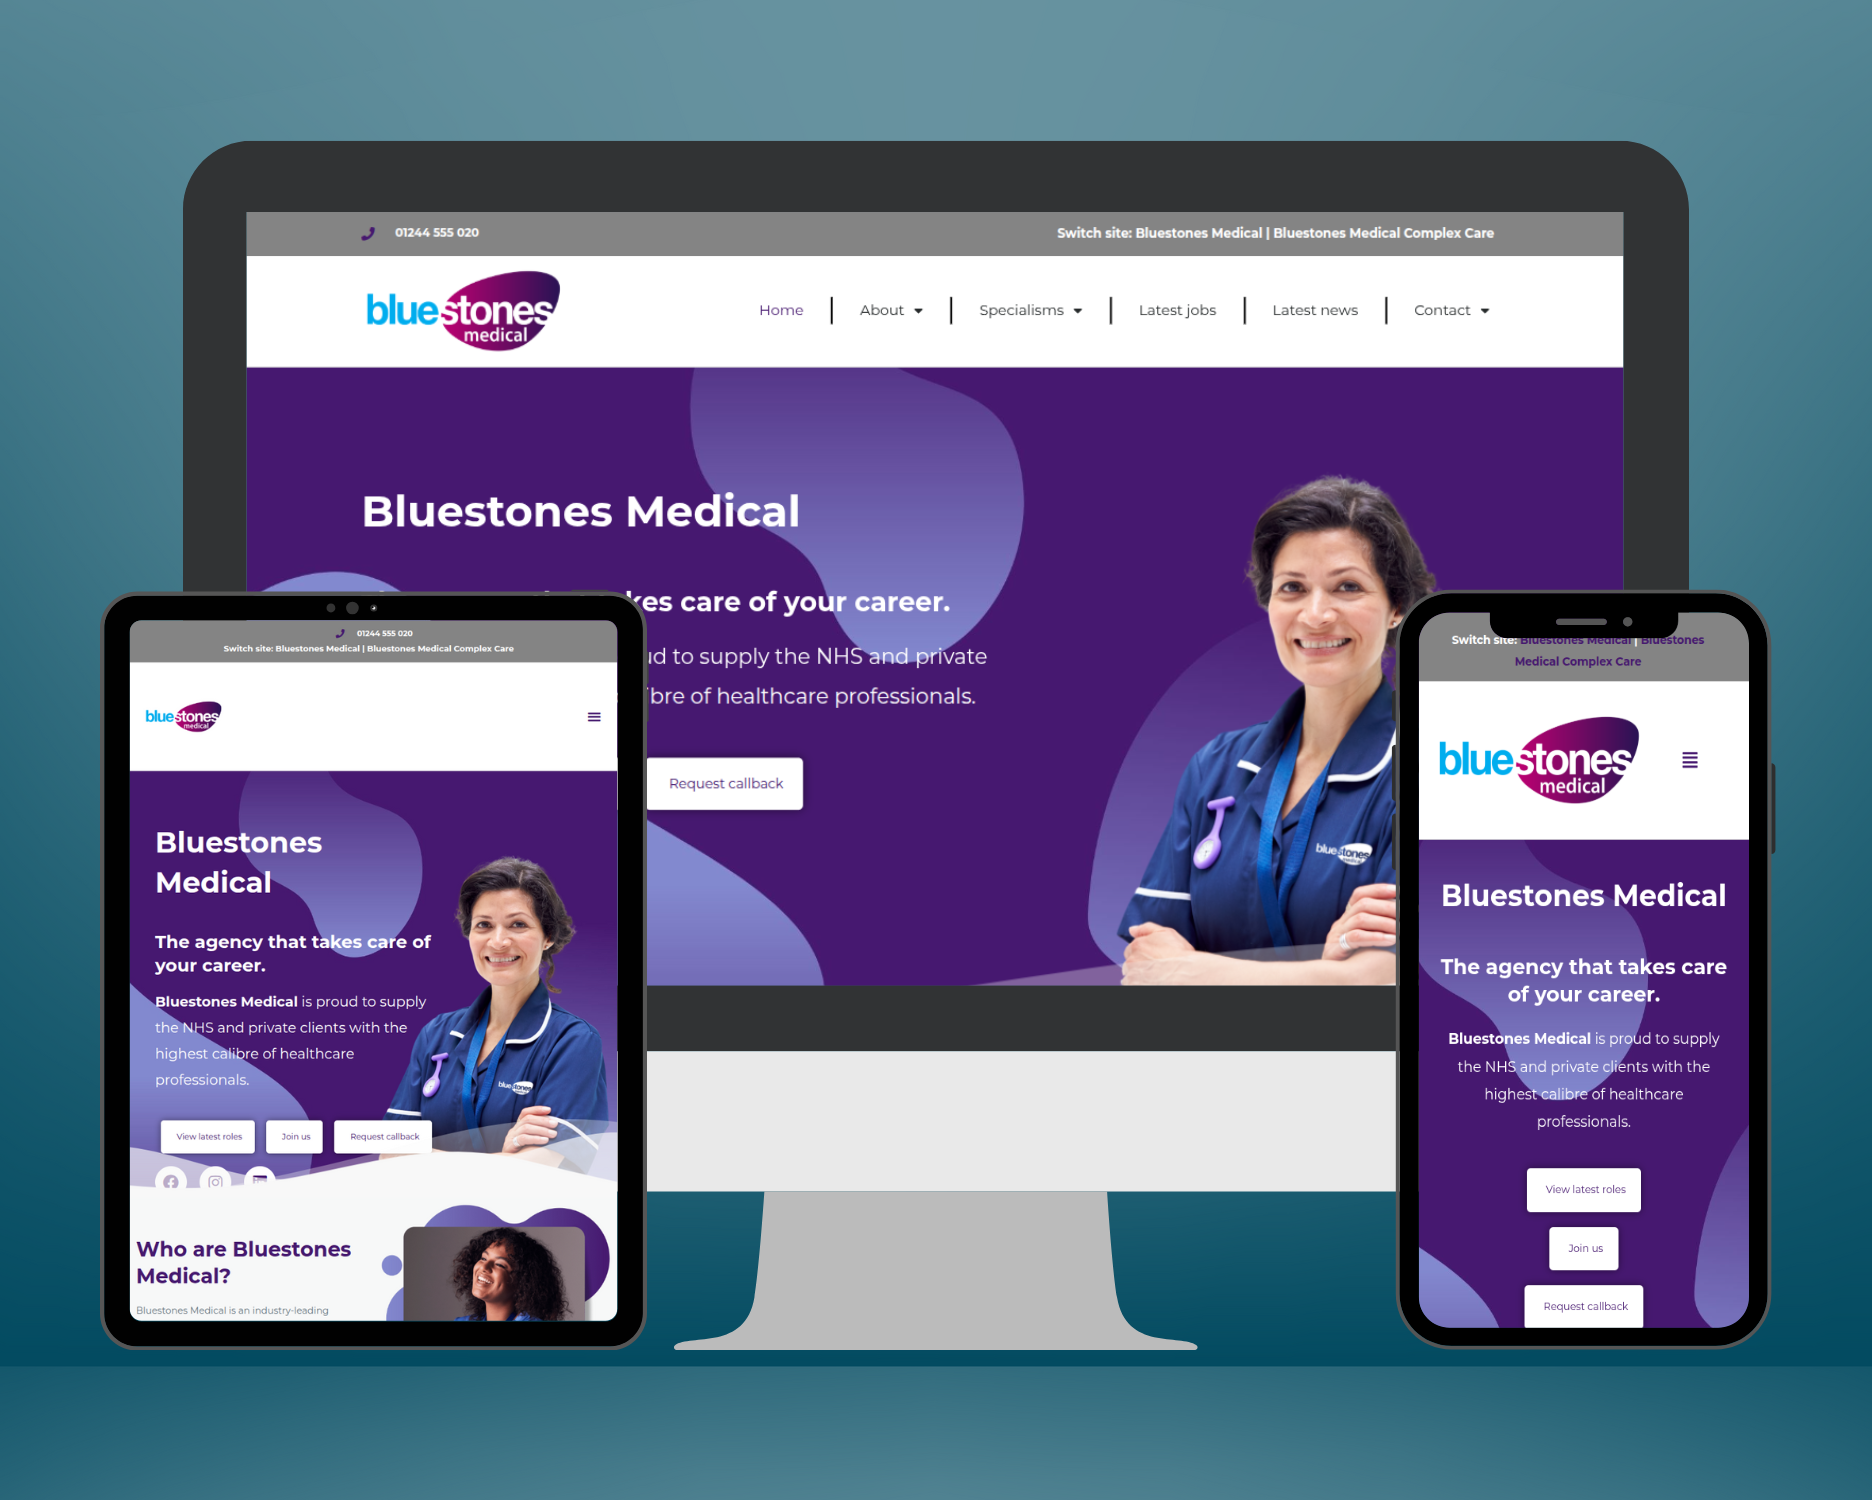 01244 555 020
Switch site: Bluestones Medical | Bluestones Medical Complex Care
bluestones
medical
Home
About
Specialisms
Latest jobs
Latest news
Contact
Bluestones Medical
kes care of your career.
ud to supply the NHS and private
ibre of healthcare professionals.
Request callback
bluestones
01244 555 020
Switch site: Bluestones Medical | Bluestones Medical Complex Care
bluestones
medical
Bluestones
Medical
The agency that takes care of
your career.
Bluestones Medical is proud to supply
the NHS and private clients with the
highest calibre of healthcare
professionals.
bluestones
View latest roles
Join us
Request callback
Who are Bluestones
Medical?
Bluestones Medical is an industry-leading
Switch site: Bluestones Medical | Bluestones
Medical Complex Care
bluestones
medical
Bluestones Medical
The agency that takes care
of your career.
Bluestones Medical is proud to supply
the NHS and private clients with the
highest calibre of healthcare
professionals.
View latest roles
Join us
Request callback